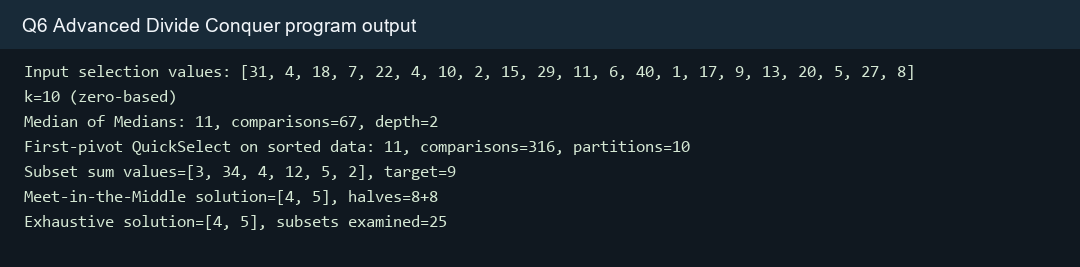 Q6 Advanced Divide Conquer program output
Input selection values: [31, 4, 18, 7, 22, 4, 10, 2, 15, 29, 11, 6, 40, 1, 17, 9, 13, 20, 5, 27, 8]
k=10 (zero-based)
Median of Medians: 11, comparisons=67, depth=2
First-pivot QuickSelect on sorted data: 11, comparisons=316, partitions=10
Subset sum values=[3, 34, 4, 12, 5, 2], target=9
Meet-in-the-Middle solution=[4, 5], halves=8+8
Exhaustive solution=[4, 5], subsets examined=25